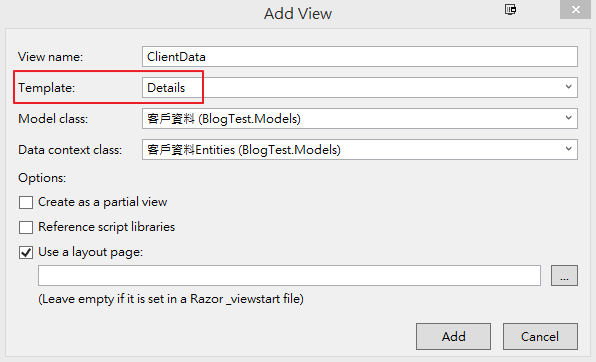 Add View
View name: ClientData
Template: Details
Model class: 客戶資料 (BlogTest.Models)
Data context class: 客戶資料Entities (BlogTest.Models)
Options:
Create as a partial view
Reference script libraries
Use a layout page:
...
(Leave empty if it is set in a Razor _viewstart file)
Add Cancel